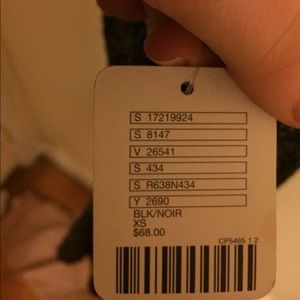 S 17219924
S 8147
V 26541
S 434
S R638N434
Y 2690
BLK/NOIR
XS
$68.00
CP5465 1.2